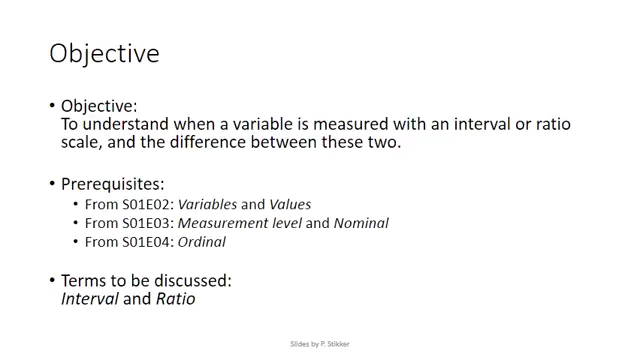 Objective
• Objective:
To understand when a variable is measured with an interval or ratio
scale, and the difference between these two.
• Prerequisites:
• From S01E02: Variables and Values
• From S01E03: Measurement level and Nominal
• From S01E04: Ordinal
• Terms to be discussed:
Interval and Ratio
Slides by P. Stikker